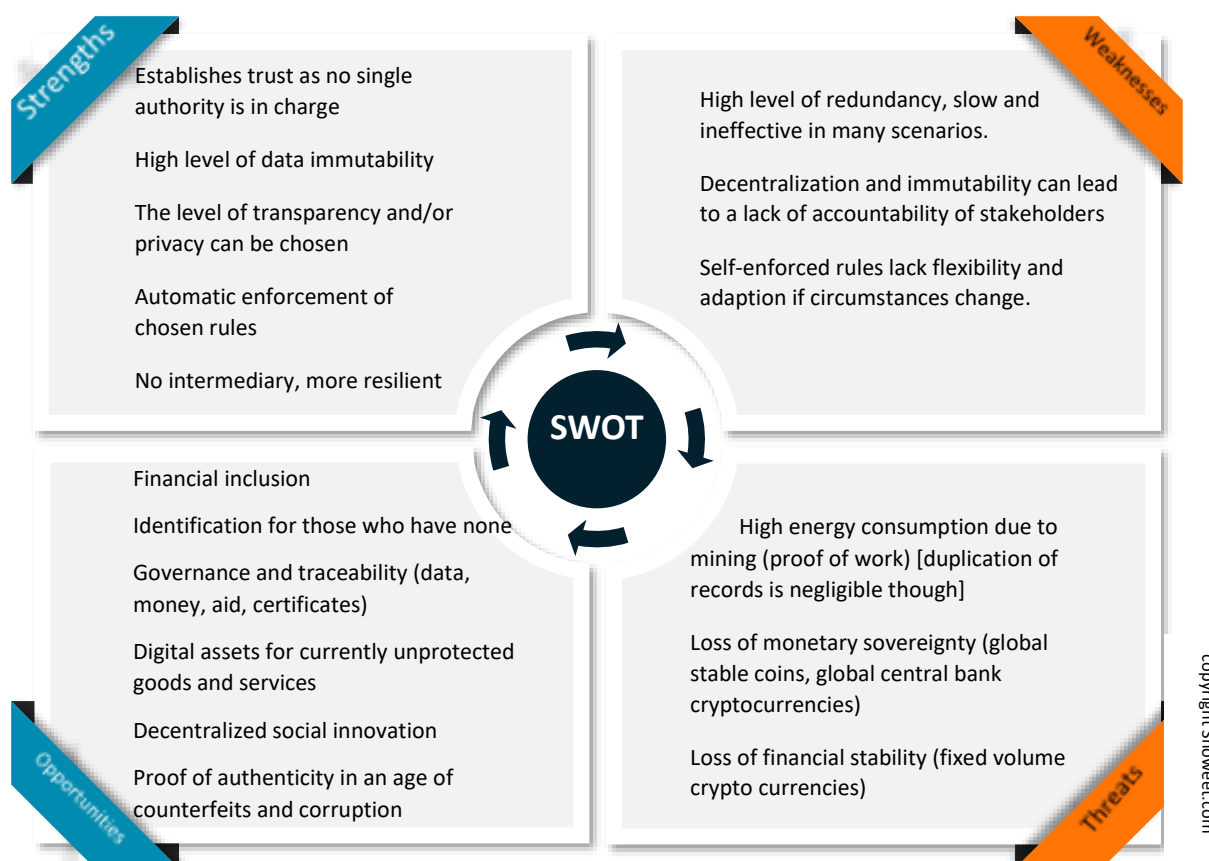 Strengths
Establishes trust as no single
authority is in charge
High level of data immutability
The level of transparency and/or
privacy can be chosen
Automatic enforcement of
chosen rules
No intermediary, more resilient
Weaknesses
High level of redundancy, slow and
ineffective in many scenarios.
Decentralization and immutability can lead
to a lack of accountability of stakeholders
Self-enforced rules lack flexibility and
adaption if circumstances change.
SWOT
Opportunities
Financial inclusion
Identification for those who have none
Governance and traceability (data,
money, aid, certificates)
Digital assets for currently unprotected
goods and services
Decentralized social innovation
Proof of authenticity in an age of
counterfeits and corruption
Threats
High energy consumption due to
mining (proof of work) [duplication of
records is negligible though]
Loss of monetary sovereignty (global
stable coins, global central bank
cryptocurrencies)
Loss of financial stability (fixed volume
crypto currencies)
copyright showeet.com